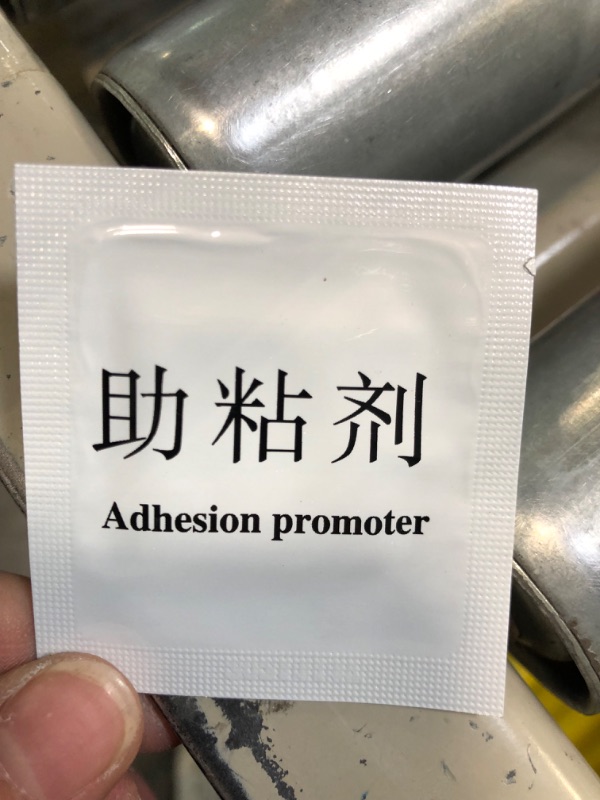 助粘剂
Adhesion promoter